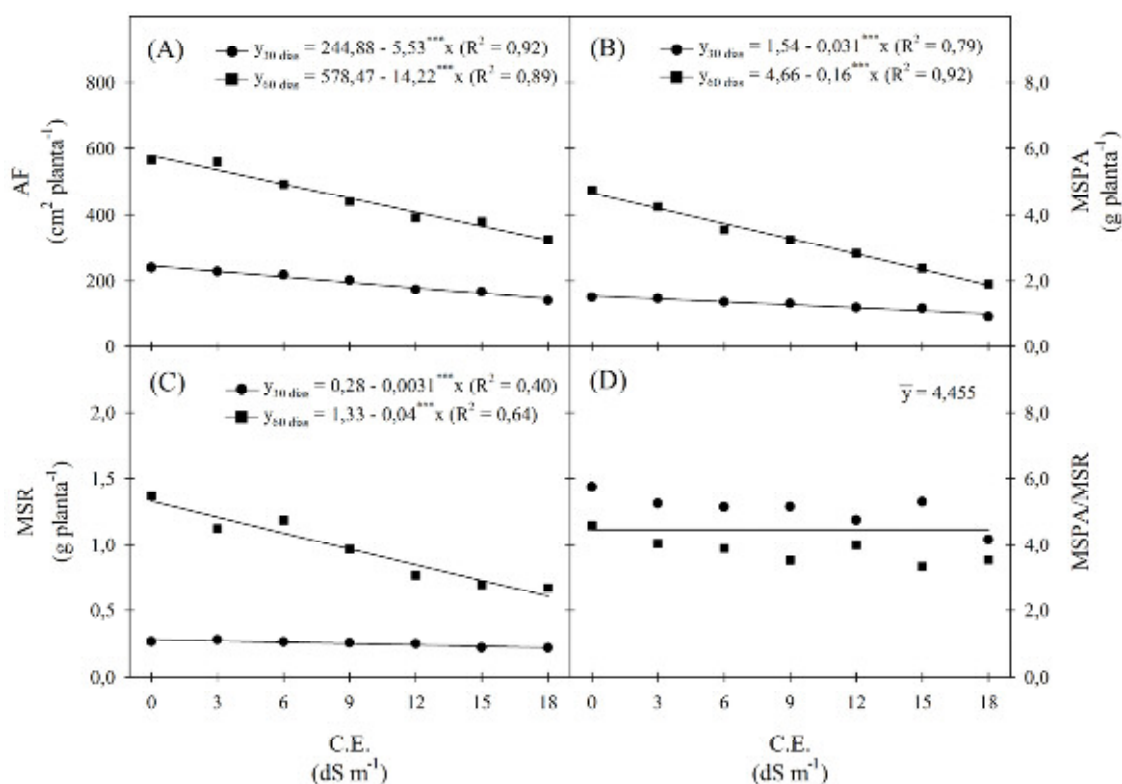 (A)
y30 dias = 244,88 - 5,53***x (R2 = 0,92)
y60 dias = 578,47 - 14,22***x (R2 = 0,89)
(B)
y30 dias = 1,54 - 0,031***x (R2 = 0,79)
y60 dias = 4,66 - 0,16***x (R2 = 0,92)
800
600
400
200
0
AF
(cm2 planta-1)
8,0
6,0
4,0
2,0
0,0
MSPA
(g planta-1)
(C)
y30 dias = 0,28 - 0,0031***x (R2 = 0,40)
y60 dias = 1,33 - 0,04***x (R2 = 0,64)
(D)
y̅ = 4,455
2,0
1,5
1,0
0,5
0,0
MSR
(g planta-1)
8,0
6,0
4,0
2,0
0,0
MSPA/MSR
0 3 6 9 12 15 18
0 3 6 9 12 15 18
C.E.
(dS m-1)
C.E.
(dS m-1)